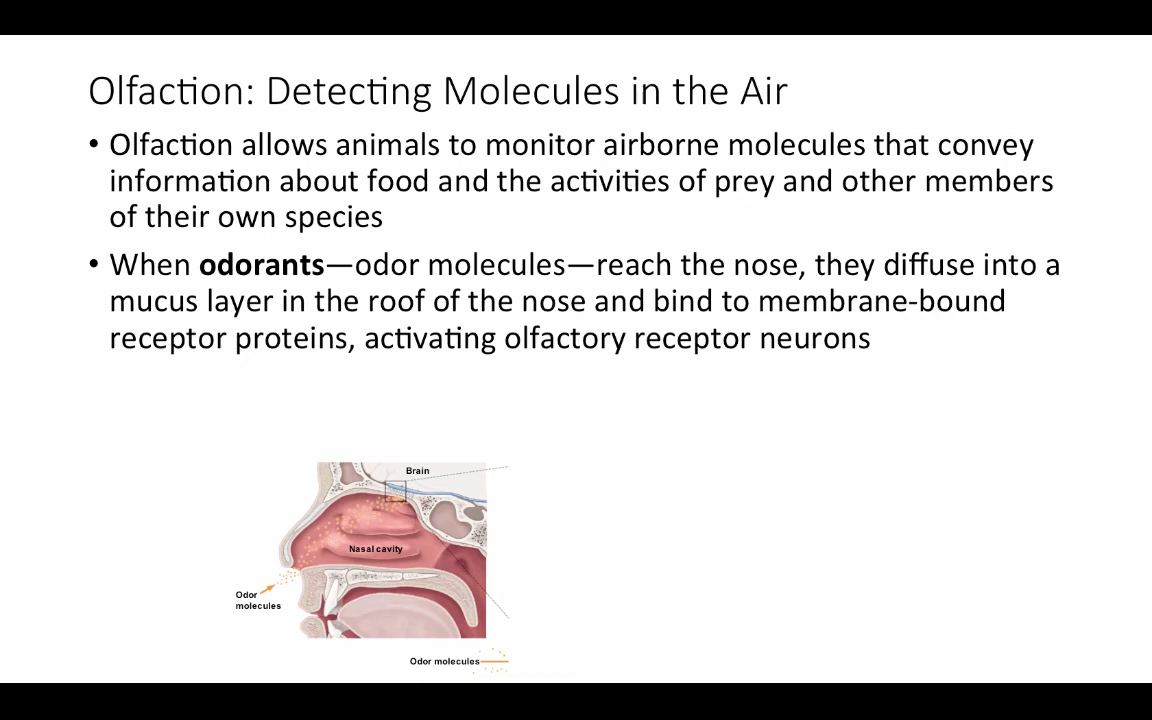 Olfaction: Detecting Molecules in the Air
• Olfaction allows animals to monitor airborne molecules that convey
information about food and the activities of prey and other members
of their own species
• When odorants—odor molecules—reach the nose, they diffuse into a
mucus layer in the roof of the nose and bind to membrane-bound
receptor proteins, activating olfactory receptor neurons
Brain
Nasal cavity
Odor
molecules
Odor molecules